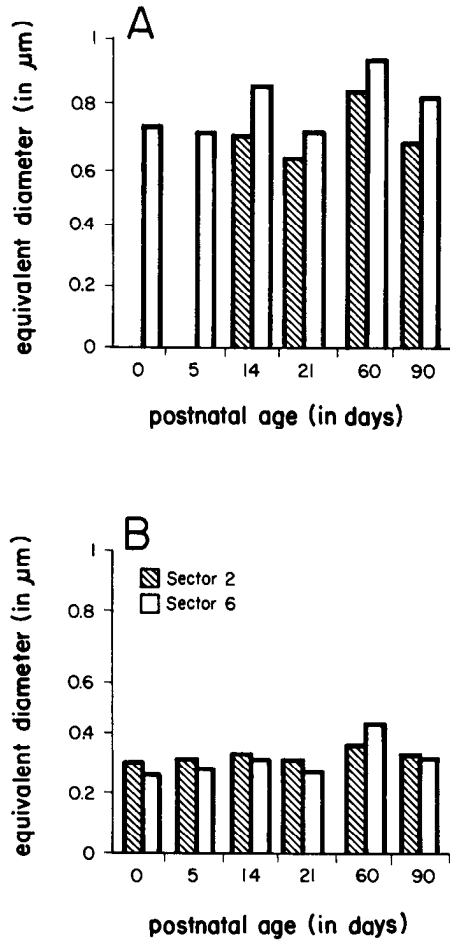 A
equivalent diameter (in μm)
1
0.8
0.6
0.4
0.2
0
0 5 14 21 60 90
postnatal age (in days)
B
equivalent diameter (in μm)
Sector 2
Sector 6
1
0.8
0.6
0.4
0.2
0
0 5 14 21 60 90
postnatal age (in days)